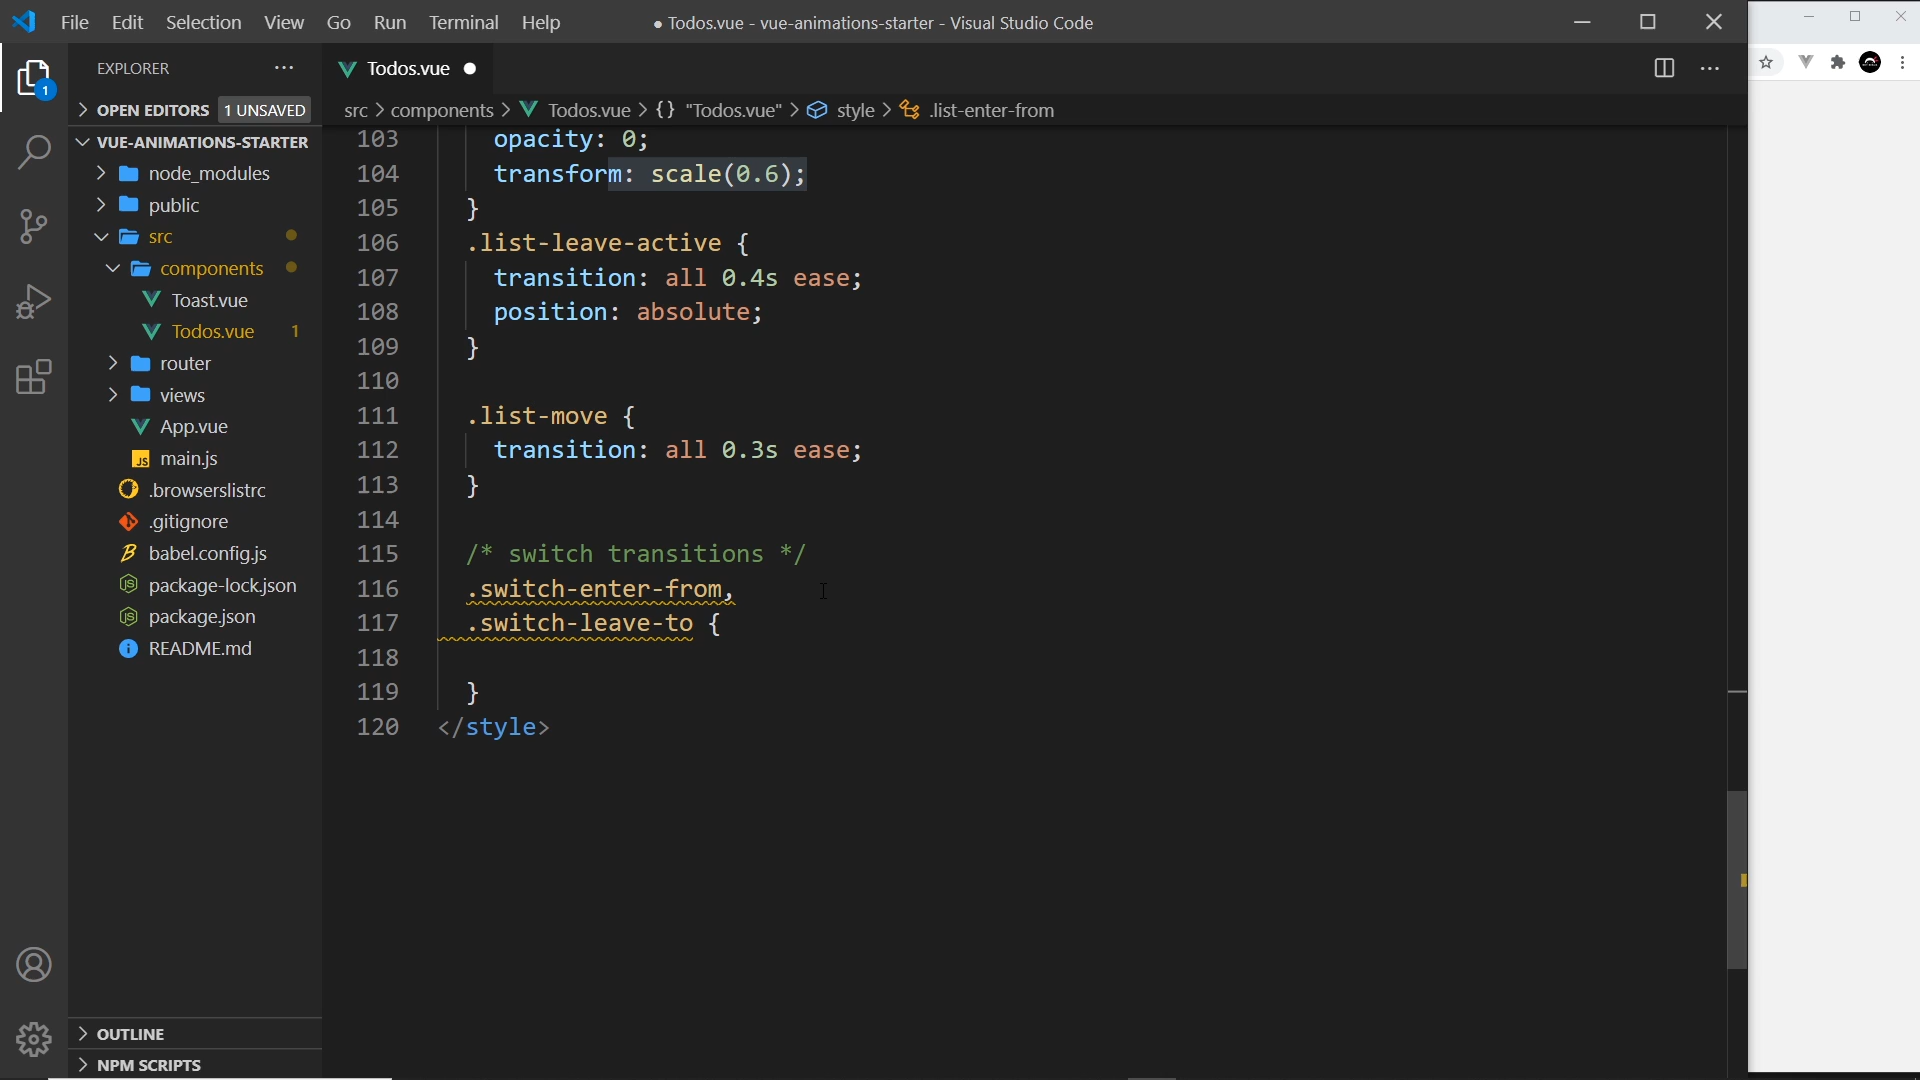 File Edit Selection View Go Run Terminal Help ● Todos.vue - vue-animations-starter - Visual Studio Code
EXPLORER ···
Todos.vue ●
OPEN EDITORS 1 UNSAVED
src > components > Todos.vue > {} "Todos.vue" > style > .list-enter-from
VUE-ANIMATIONS-STARTER
node_modules
public
src
components
Toast.vue
Todos.vue 1
router
views
App.vue
JS main.js
.browserslistrc
.gitignore
babel.config.js
package-lock.json
package.json
README.md
OUTLINE
NPM SCRIPTS
1
103 opacity: 0;
104 transform: scale(0.6);
105 }
106 .list-leave-active {
107 transition: all 0.4s ease;
108 position: absolute;
109 }
110
111 .list-move {
112 transition: all 0.3s ease;
113 }
114
115 /* switch transitions */
116 .switch-enter-from,
117 .switch-leave-to {
118
119 }
120 </style>